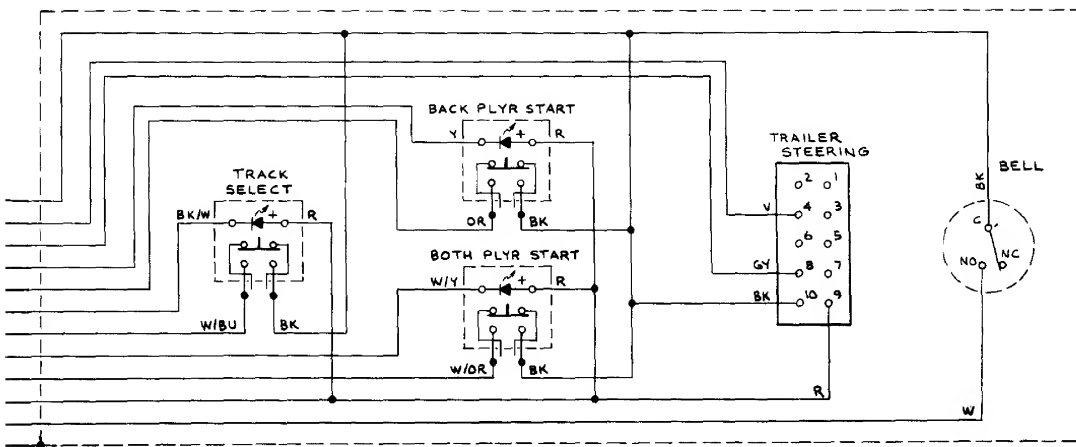 BACK PLYR START
Y + R
OR BK
TRACK
SELECT
BK/W + R
W/BU BK
BOTH PLYR START
W/Y + R
W/OR BK
TRAILER
STEERING
2 1
V 4 3
6 5
GY 8 7
BK 10 9
R
BK BELL
C
NO NC
W